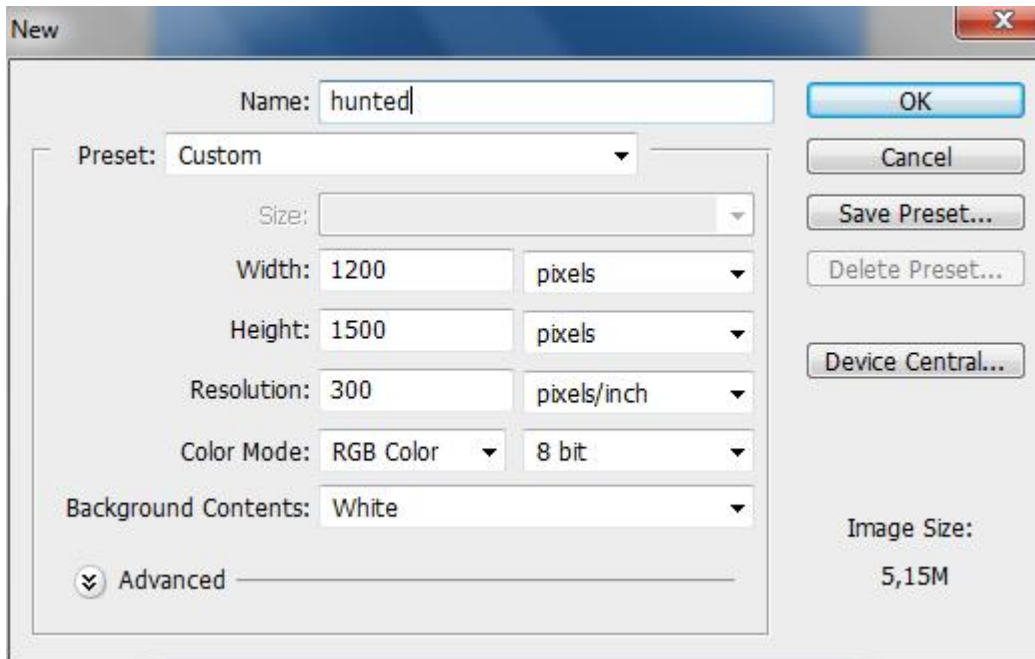 New
Name: hunted
OK
Preset: Custom
Cancel
Size:
Save Preset...
Width: 1200 pixels
Delete Preset...
Height: 1500 pixels
Device Central...
Resolution: 300 pixels/inch
Color Mode: RGB Color 8 bit
Background Contents: White
Image Size:
5,15M
Advanced